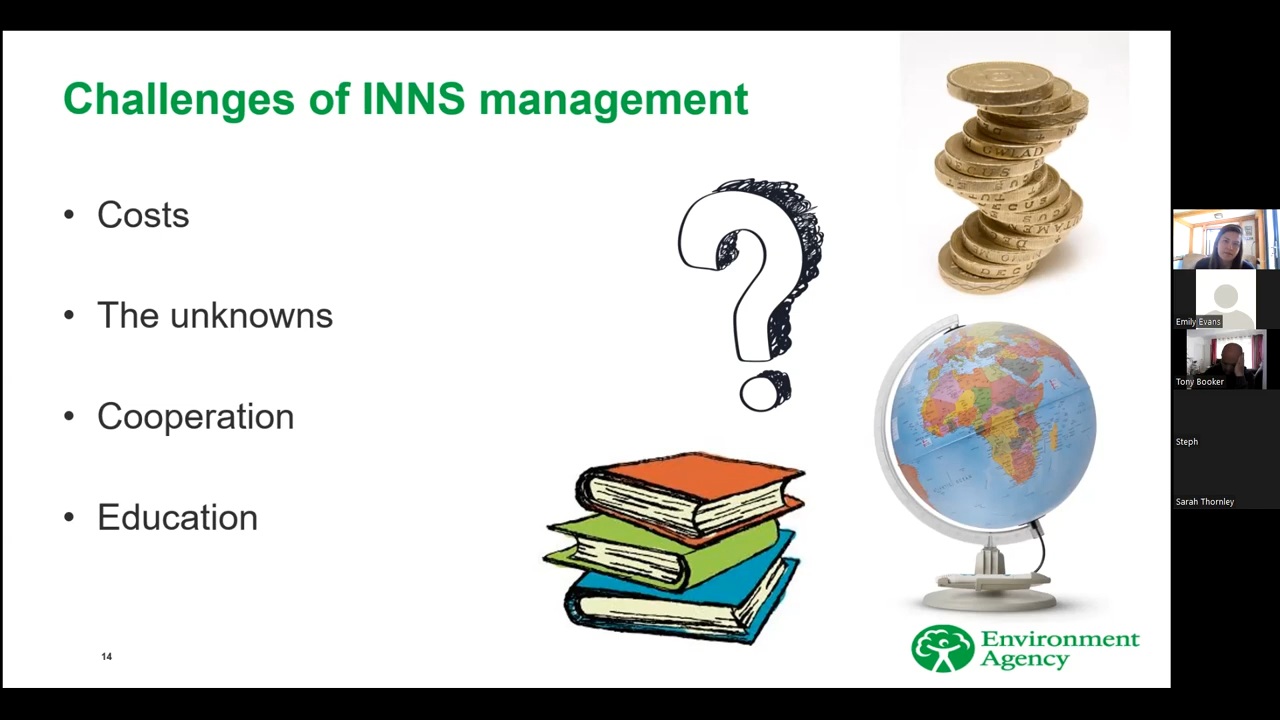 Challenges of INNS management
• Costs
• The unknowns
• Cooperation
• Education
14
Environment
Agency
Emily Evans
Tony Booker
Steph
Sarah Thornley